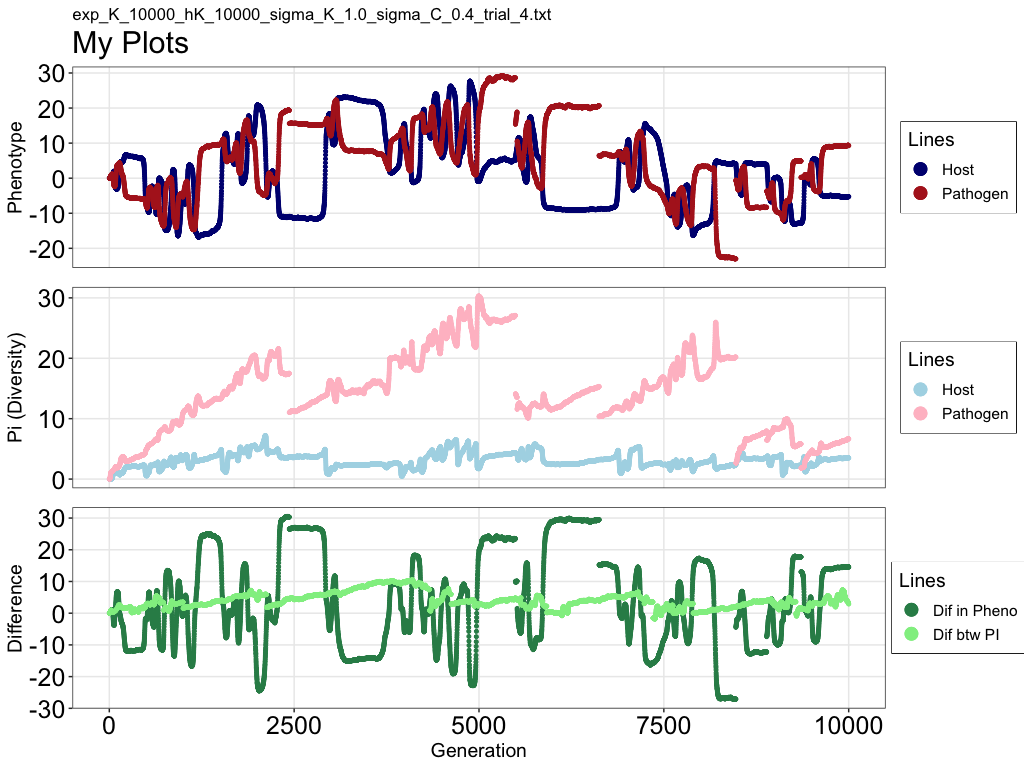 exp_K_10000_hK_10000_sigma_K_1.0_sigma_C_0.4_trial_4.txt
My Plots
Phenotype
30
20
10
0
-10
-20
Lines
Host
Pathogen
Pi (Diversity)
30
20
10
0
Lines
Host
Pathogen
Difference
30
20
10
0
-10
-20
-30
Lines
Dif in Pheno
Dif btw PI
0 2500 5000 7500 10000
Generation